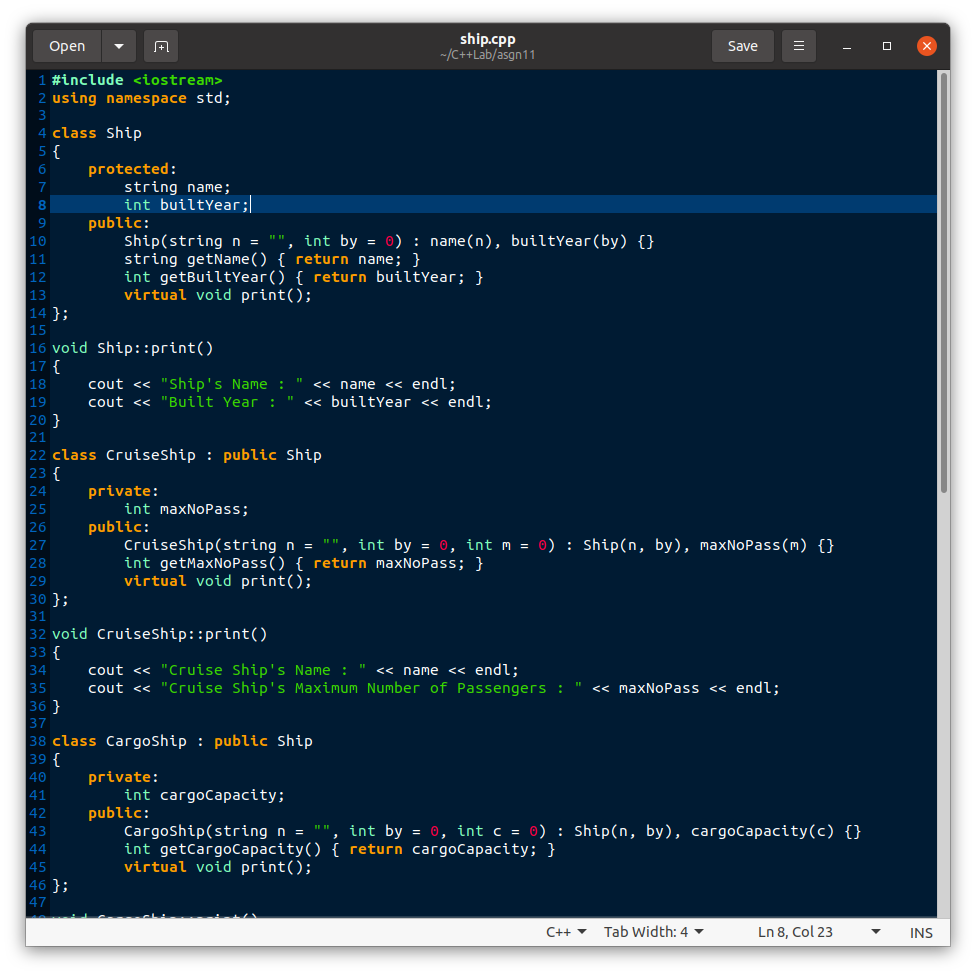 Open
ship.cpp
~/C++Lab/asgn11
Save
1 #include <iostream>
2 using namespace std;
3
4 class Ship
5 {
6     protected:
7         string name;
8         int builtYear;
9     public:
10         Ship(string n = "", int by = 0) : name(n), builtYear(by) {}
11         string getName() { return name; }
12         int getBuiltYear() { return builtYear; }
13         virtual void print();
14 };
15
16 void Ship::print()
17 {
18     cout << "Ship's Name : " << name << endl;
19     cout << "Built Year : " << builtYear << endl;
20 }
21
22 class CruiseShip : public Ship
23 {
24     private:
25         int maxNoPass;
26     public:
27         CruiseShip(string n = "", int by = 0, int m = 0) : Ship(n, by), maxNoPass(m) {}
28         int getMaxNoPass() { return maxNoPass; }
29         virtual void print();
30 };
31
32 void CruiseShip::print()
33 {
34     cout << "Cruise Ship's Name : " << name << endl;
35     cout << "Cruise Ship's Maximum Number of Passengers : " << maxNoPass << endl;
36 }
37
38 class CargoShip : public Ship
39 {
40     private:
41         int cargoCapacity;
42     public:
43         CargoShip(string n = "", int by = 0, int c = 0) : Ship(n, by), cargoCapacity(c) {}
44         int getCargoCapacity() { return cargoCapacity; }
45         virtual void print();
46 };
47
C++ Tab Width: 4 Ln 8, Col 23 INS